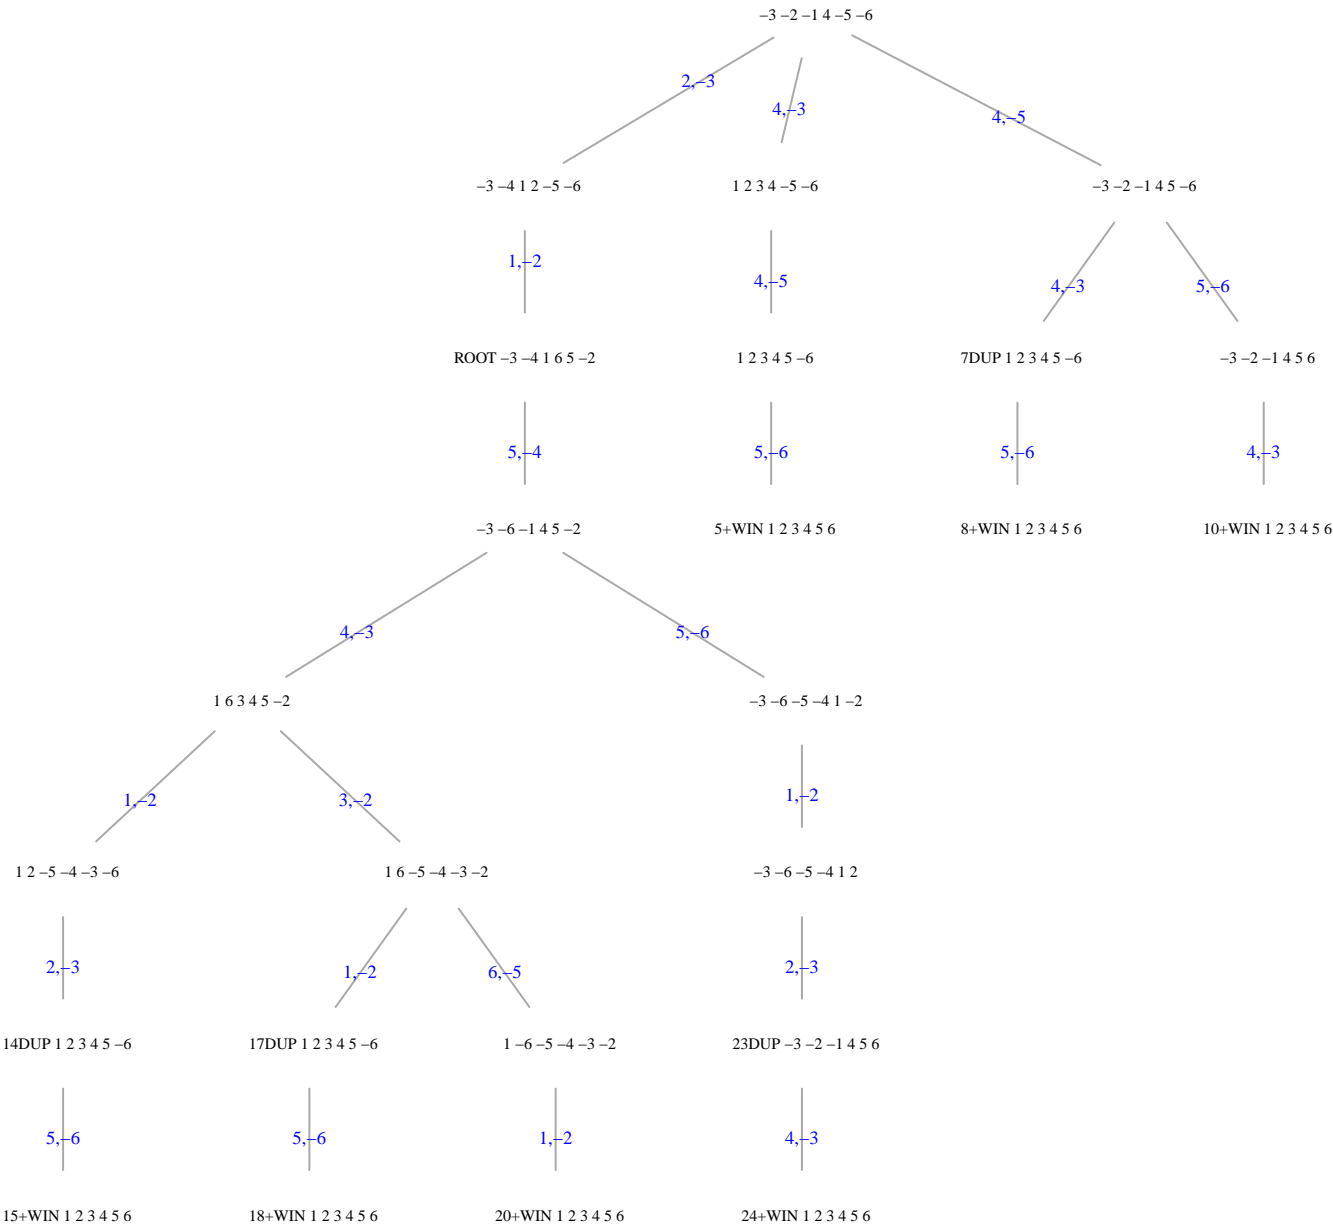 −3 −2 −1 4 −5 −6
2,−3
4,−3
4,−5
−3 −4 1 2 −5 −6
1 2 3 4 −5 −6
−3 −2 −1 4 5 −6
1,−2
4,−5
4,−3
5,−6
ROOT −3 −4 1 6 5 −2
1 2 3 4 5 −6
7DUP 1 2 3 4 5 −6
−3 −2 −1 4 5 6
5,−4
5,−6
5,−6
4,−3
−3 −6 −1 4 5 −2
5+WIN 1 2 3 4 5 6
8+WIN 1 2 3 4 5 6
10+WIN 1 2 3 4 5 6
4,−3
5,−6
1 6 3 4 5 −2
−3 −6 −5 −4 1 −2
1,−2
3,−2
1,−2
1 2 −5 −4 −3 −6
1 6 −5 −4 −3 −2
−3 −6 −5 −4 1 2
2,−3
1,−2
6,−5
2,−3
14DUP 1 2 3 4 5 −6
17DUP 1 2 3 4 5 −6
1 −6 −5 −4 −3 −2
23DUP −3 −2 −1 4 5 6
5,−6
5,−6
1,−2
4,−3
15+WIN 1 2 3 4 5 6
18+WIN 1 2 3 4 5 6
20+WIN 1 2 3 4 5 6
24+WIN 1 2 3 4 5 6